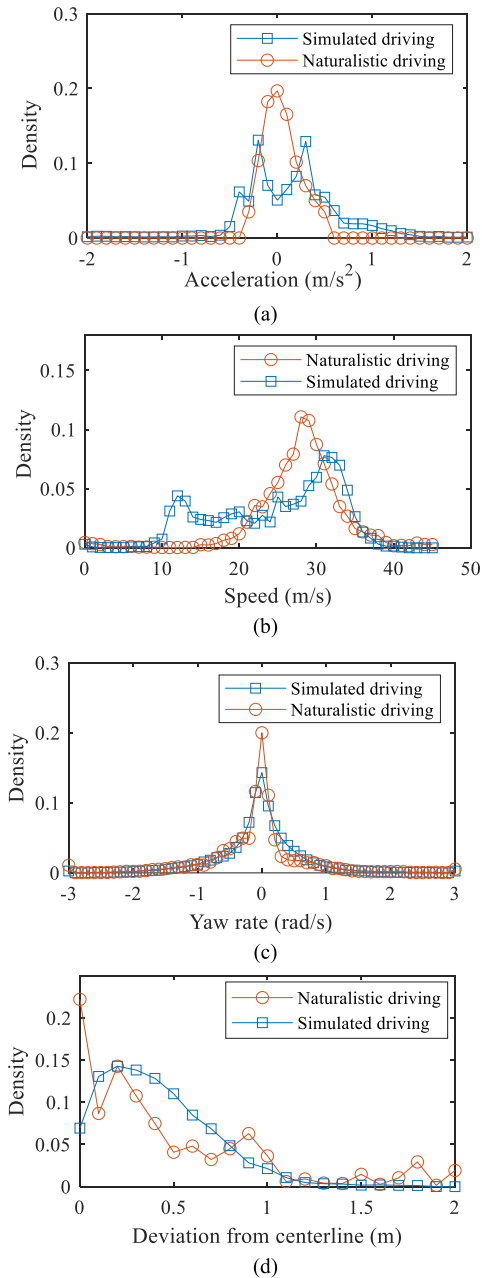 0.3
Simulated driving
Naturalistic driving
0.2
Density
0.1
0
-2 -1 0 1 2
Acceleration (m/s²)
(a)
0.15
Naturalistic driving
Simulated driving
0.1
Density
0.05
0
0 10 20 30 40 50
Speed (m/s)
(b)
0.3
Simulated driving
Naturalistic driving
0.2
Density
0.1
0
-3 -2 -1 0 1 2 3
Yaw rate (rad/s)
(c)
Naturalistic driving
0.2
Simulated driving
0.15
Density
0.1
0.05
0
0 0.5 1 1.5 2
Deviation from centerline (m)
(d)